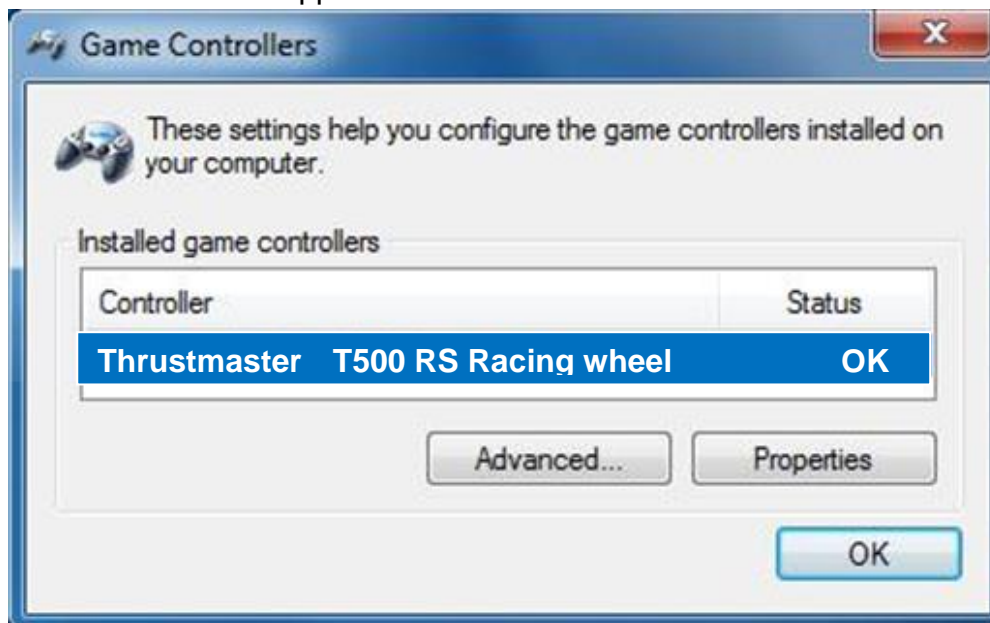 Game Controllers
These settings help you configure the game controllers installed on
your computer.
Installed game controllers
Controller Status
Thrustmaster T500 RS Racing wheel OK
Advanced... Properties
OK